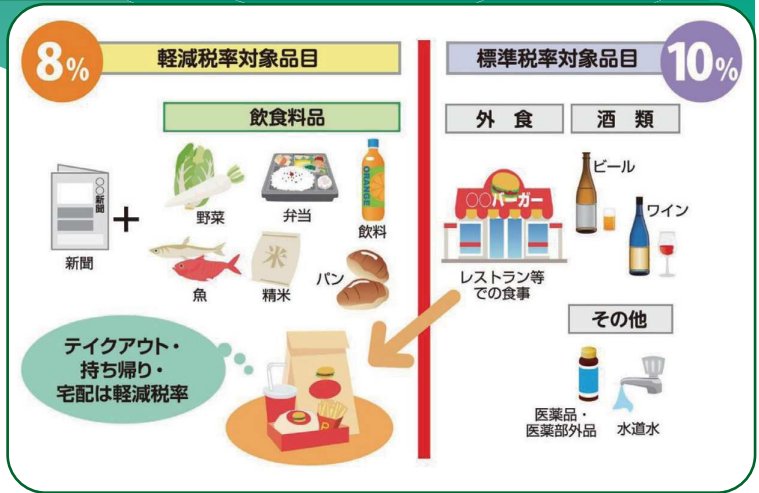 8%
軽減税率対象品目
飲食料品
〇〇新聞
新聞
+
野菜
弁当
ORANGE
飲料
魚
米
精米
パン
テイクアウト・
持ち帰り・
宅配は軽減税率
P
標準税率対象品目
10%
外 食
酒 類
〇〇バーガー
レストラン等
での食事
ビール
ワイン
その他
医薬品・
医薬部外品
水道水